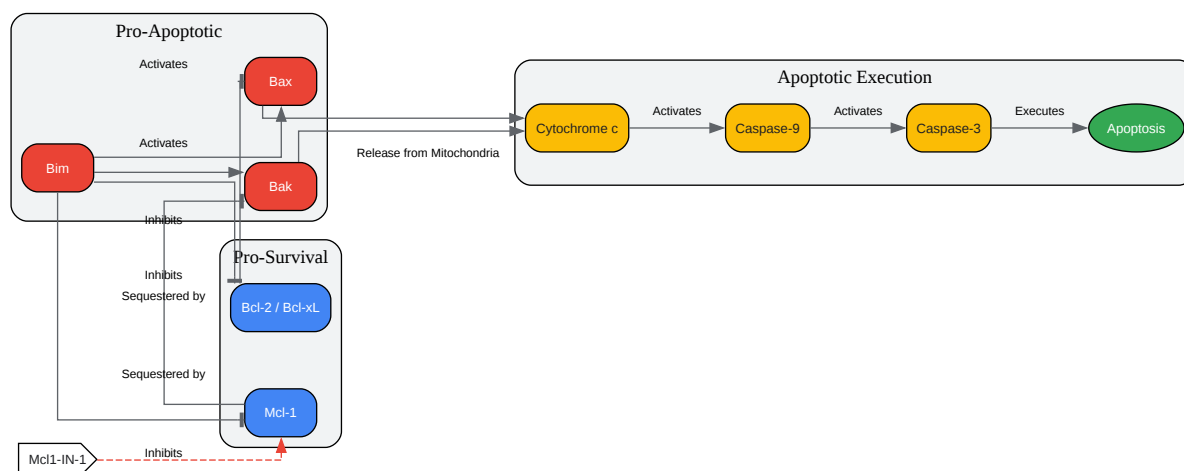 Pro-Apoptotic
Activates
Bax
Activates
Bim
Bak
Inhibits
Release from Mitochondria
Apoptotic Execution
Cytochrome c
Activates
Caspase-9
Activates
Caspase-3
Executes
Apoptosis
Pro-Survival
Inhibits
Sequestered by
Bcl-2 / Bcl-xL
Sequestered by
Mcl-1
Mcl1-IN-1
Inhibits